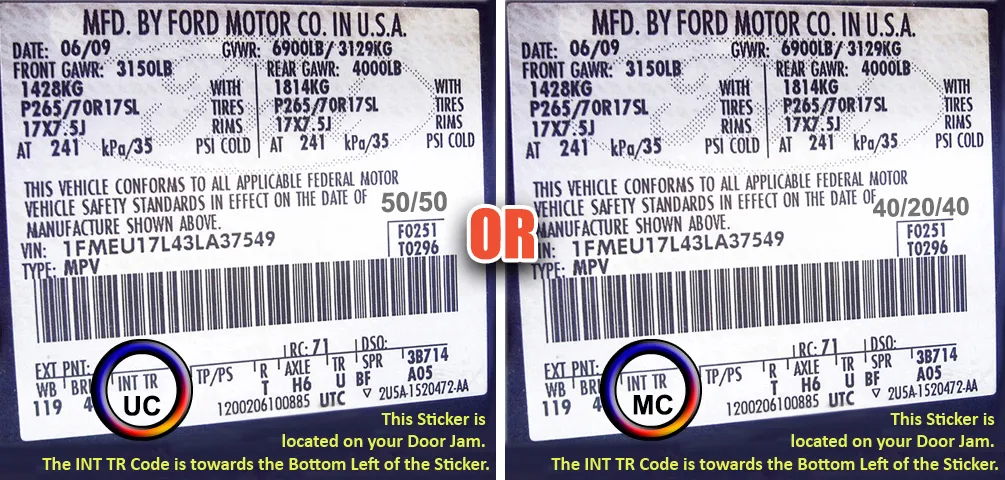 MFD. BY FORD MOTOR CO. IN U.S.A.
DATE: 06/09 GVWR: 6900LB/ 3129KG
FRONT GAWR: 3150LB REAR GAWR: 4000LB
1428KG WITH 1814KG WITH
P265/70R17SL TIRES P265/70R17SL TIRES
17X7.5J RIMS 17X7.5J RIMS
AT 241 kPa/35 PSI COLD AT 241 kPa/35 PSI COLD
THIS VEHICLE CONFORMS TO ALL APPLICABLE FEDERAL MOTOR
VEHICLE SAFETY STANDARDS IN EFFECT ON THE DATE OF 50/50
MANUFACTURE SHOWN ABOVE.
F0251
VIN: 1FMEU17L43LA37549 T0296
TYPE: MPV
EXT PNT: RC: 71 DSO:
WB BR INT TR TP/PS R AXLE TR SPR 3B714
119 4 UC T H6 U BF A05
1200206100885 UTC ▽ 2U5A-1520472-AA
This Sticker is
located on your Door Jam.
The INT TR Code is towards the Bottom Left of the Sticker.
OR
MFD. BY FORD MOTOR CO. IN U.S.A.
DATE: 06/09 GVWR: 6900LB/ 3129KG
FRONT GAWR: 3150LB REAR GAWR: 4000LB
1428KG WITH 1814KG WITH
P265/70R17SL TIRES P265/70R17SL TIRES
17X7.5J RIMS 17X7.5J RIMS
AT 241 kPa/35 PSI COLD AT 241 kPa/35 PSI COLD
THIS VEHICLE CONFORMS TO ALL APPLICABLE FEDERAL MOTOR
VEHICLE SAFETY STANDARDS IN EFFECT ON THE DATE OF 40/20/40
MANUFACTURE SHOWN ABOVE.
F0251
VIN: 1FMEU17L43LA37549 T0296
TYPE: MPV
EXT PNT: RC: 71 DSO:
WB BR INT TR TP/PS R AXLE TR SPR 3B714
119 4 MC T H6 U BF A05
1200206100885 UTC ▽ 2U5A-1520472-AA
This Sticker is
located on your Door Jam.
The INT TR Code is towards the Bottom Left of the Sticker.